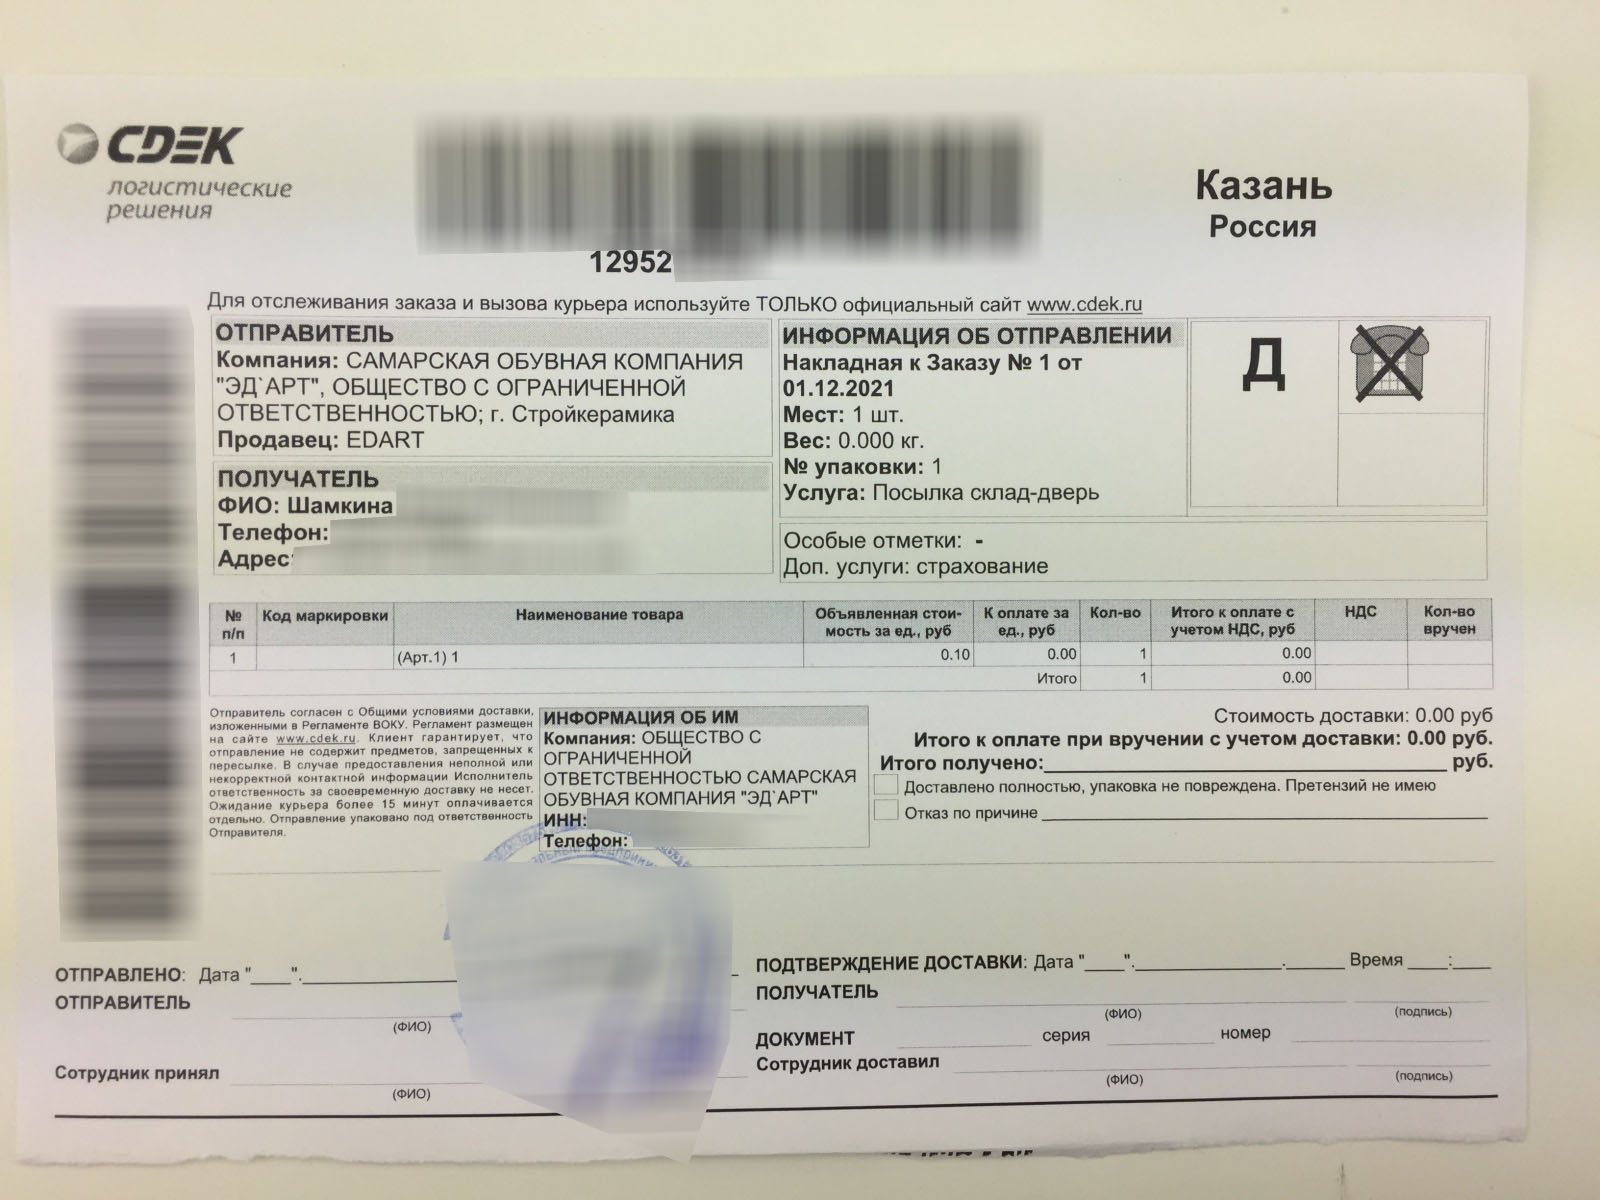 CDEK
логистические
решения
12952
Казань
Россия
Для отслеживания заказа и вызова курьера используйте ТОЛЬКО официальный сайт www.cdek.ru
ОТПРАВИТЕЛЬ
Компания: САМАРСКАЯ ОБУВНАЯ КОМПАНИЯ
"ЭД`АРТ", ОБЩЕСТВО С ОГРАНИЧЕННОЙ
ОТВЕТСТВЕННОСТЬЮ; г. Стройкерамика
Продавец: EDART
ПОЛУЧАТЕЛЬ
ФИО: Шамкина
Телефон:
Адрес:
ИНФОРМАЦИЯ ОБ ОТПРАВЛЕНИИ
Накладная к Заказу № 1 от
01.12.2021
Мест: 1 шт.
Вес: 0.000 кг.
№ упаковки: 1
Услуга: Посылка склад-дверь
Д
Особые отметки: -
Доп. услуги: страхование
№ п/п Код маркировки Наименование товара Объявленная стои-мость за ед., руб К оплате за ед., руб Кол-во Итого к оплате с учетом НДС, руб НДС Кол-во вручен
1 (Арт.1) 1 0.10 0.00 1 0.00
Итого 1 0.00
Отправитель согласен с Общими условиями доставки,
изложенными в Регламенте ВОКУ. Регламент размещен
на сайте www.cdek.ru. Клиент гарантирует, что
отправление не содержит предметов, запрещенных к
пересылке. В случае предоставления неполной или
некорректной контактной информации Исполнитель
ответственность за своевременную доставку не несет.
Ожидание курьера более 15 минут оплачивается
отдельно. Отправление упаковано под ответственность
Отправителя.
ИНФОРМАЦИЯ ОБ ИМ
Компания: ОБЩЕСТВО С
ОГРАНИЧЕННОЙ
ОТВЕТСТВЕННОСТЬЮ САМАРСКАЯ
ОБУВНАЯ КОМПАНИЯ "ЭД`АРТ"
ИНН:
Телефон:
Стоимость доставки: 0.00 руб
Итого к оплате при вручении с учетом доставки: 0.00 руб.
Итого получено: руб.
Доставлено полностью, упаковка не повреждена. Претензий не имею
Отказ по причине
ОТПРАВЛЕНО: Дата "____".
ОТПРАВИТЕЛЬ
(ФИО)
Сотрудник принял
(ФИО)
ПОДТВЕРЖДЕНИЕ ДОСТАВКИ: Дата "____". Время ____:____
ПОЛУЧАТЕЛЬ
(ФИО) (подпись)
ДОКУМЕНТ серия номер
Сотрудник доставил
(ФИО) (подпись)